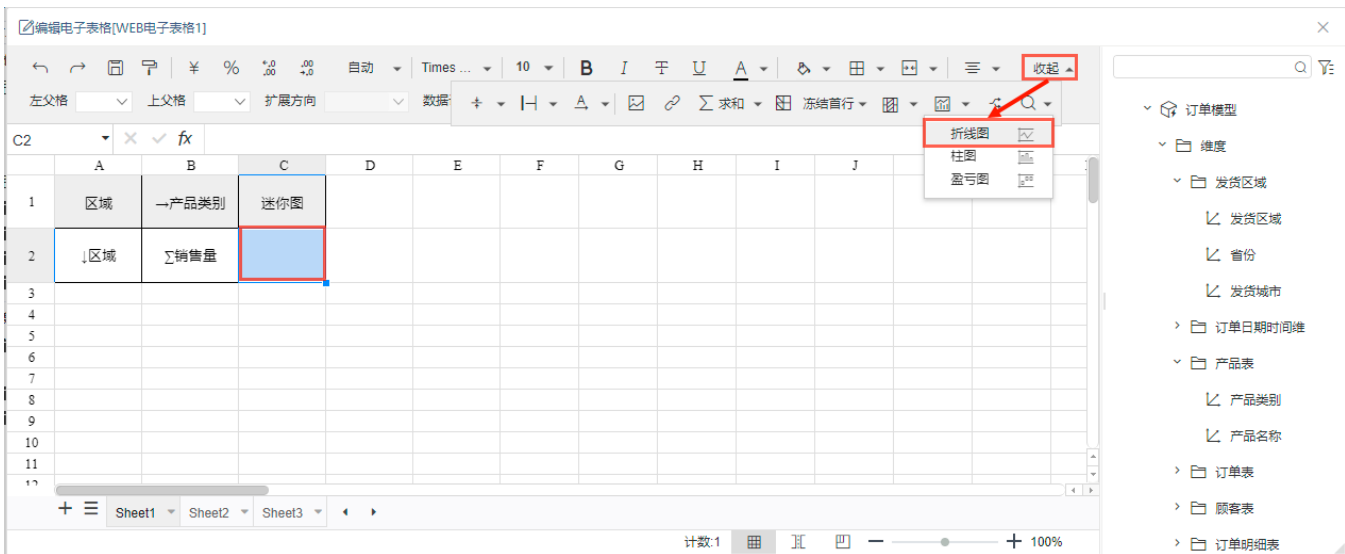 编辑电子表格[WEB电子表格1]
¥ % 自动 Times ... 10 B I U A 收起
左父格 上父格 扩展方向 数据 求和 冻结首行
C2 fx 折线图
柱图
盈亏图
A B C D E F G H I J
1 区域 →产品类别 迷你图
2 ↓区域 ∑销售量
3
4
5
6
7
8
9
10
11
12
Sheet1 Sheet2 Sheet3
计数:1 100%
订单模型
维度
发货区域
发货区域
省份
发货城市
订单日期时间维
产品表
产品类别
产品名称
订单表
顾客表
订单明细表